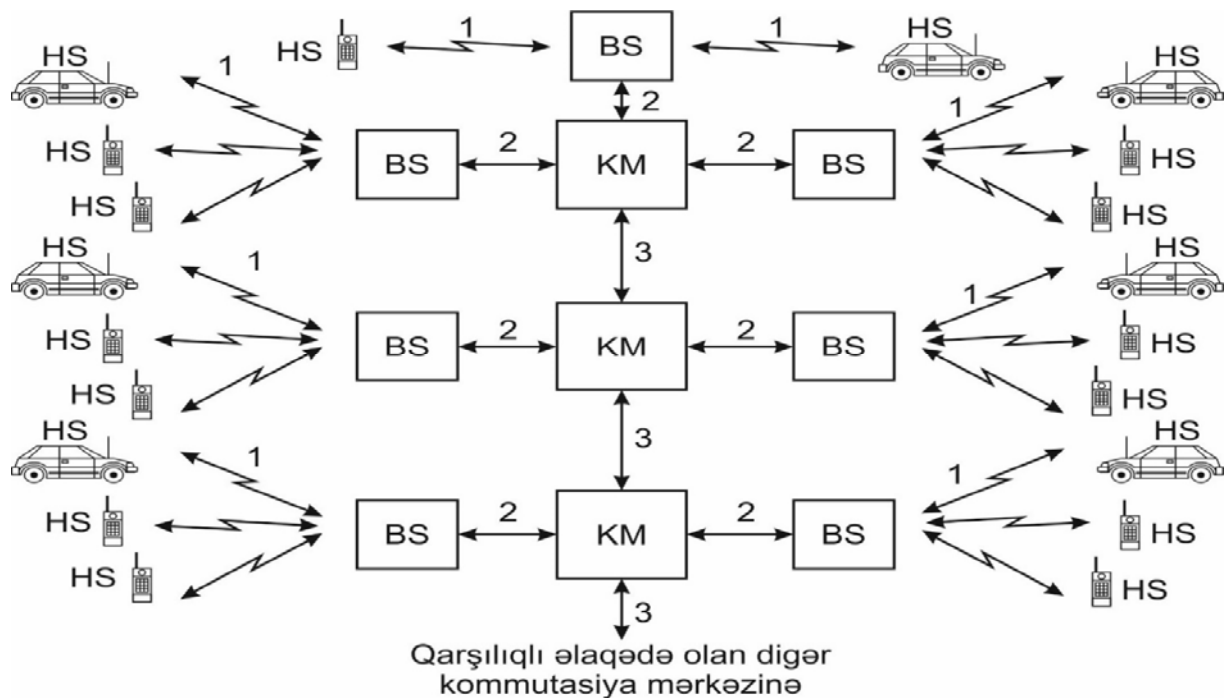 HS 1 BS 1 HS
HS 1 2 1
HS BS 2 KM 2 BS HS
HS HS
HS 1 3 HS
1
HS BS 2 KM 2 BS HS
HS HS
HS 1 3 1 HS
HS BS 2 KM 2 BS HS
HS HS
3
Qarşılıqlı əlaqədə olan digər
kommutasiya mərkəzinə